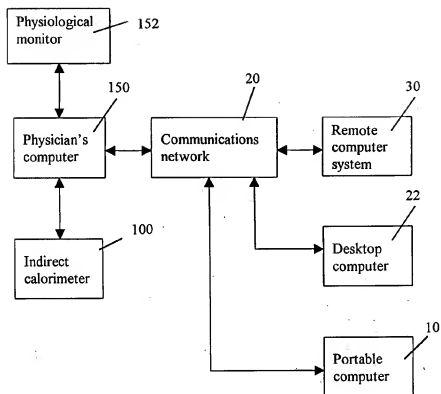 Physiological
monitor
152
150
Physician's
computer
20
Communications
network
30
Remote
computer
system
100
Indirect
calorimeter
22
Desktop
computer
10
Portable
computer